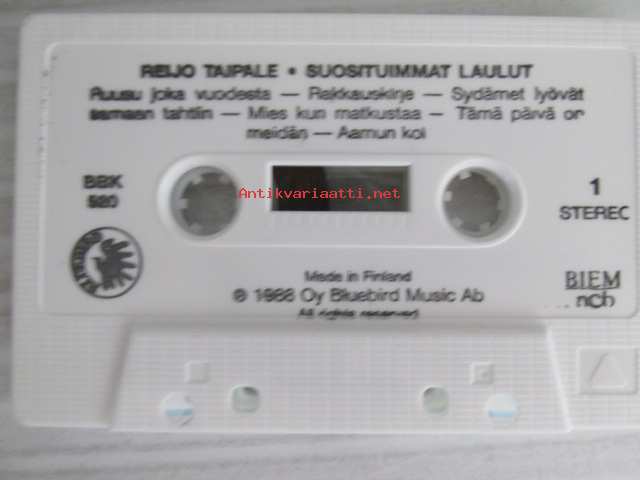 REIJO TAIPALE • SUOSITUIMMAT LAULUT
Ruusu joka vuodesta — Rakkauskirje — Sydämet lyövät
samaan tahtiin — Mies kun matkustaa — Tämä päivä on
meidän — Aamun koi
BBK
520
Antikvariaatti.net
1
STEREO
Made in Finland
℗ 1988 Oy Bluebird Music Ab
All rights reserved
BIEM
ncb